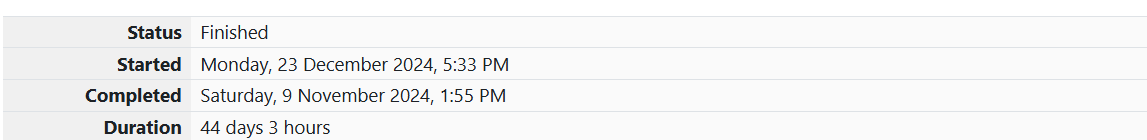 Status Finished
Started Monday, 23 December 2024, 5:33 PM
Completed Saturday, 9 November 2024, 1:55 PM
Duration 44 days 3 hours